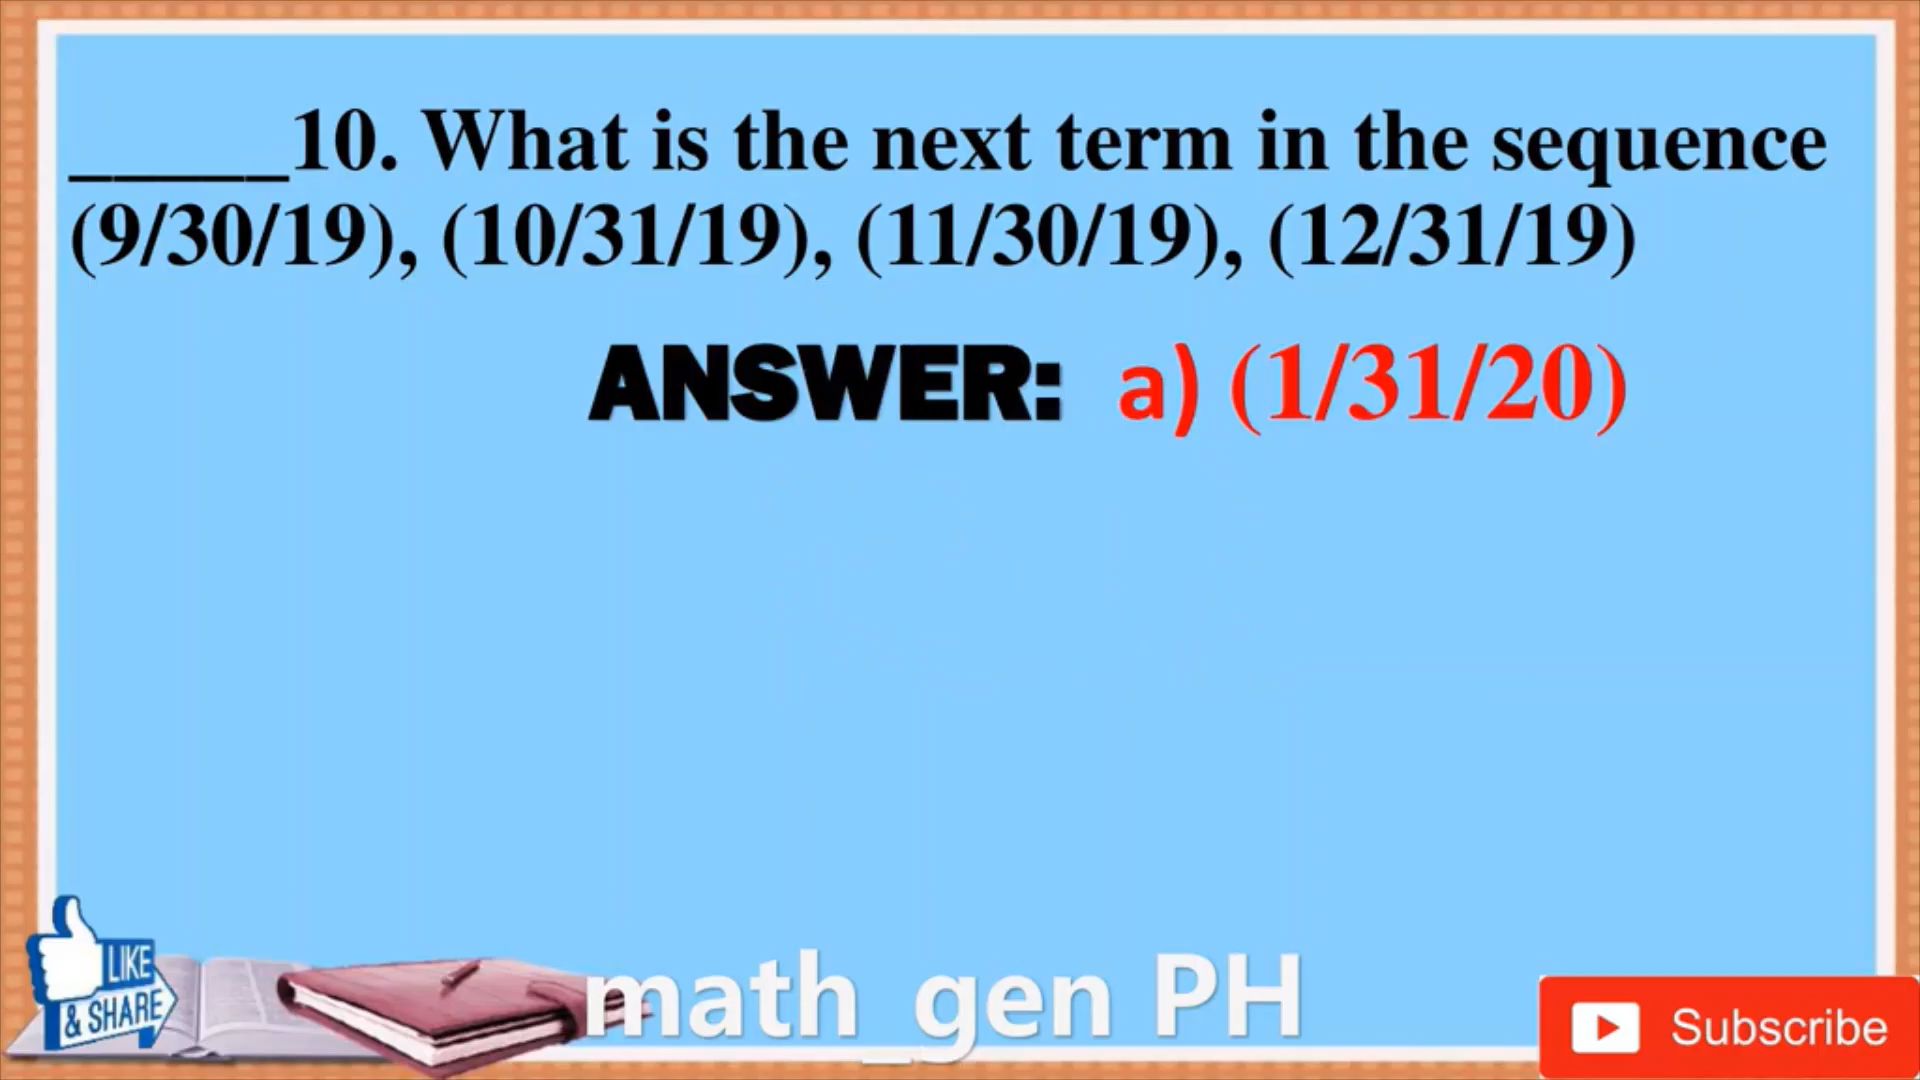 _____10. What is the next term in the sequence
(9/30/19), (10/31/19), (11/30/19), (12/31/19)
ANSWER: a) (1/31/20)
LIKE
& SHARE
math_gen PH
Subscribe